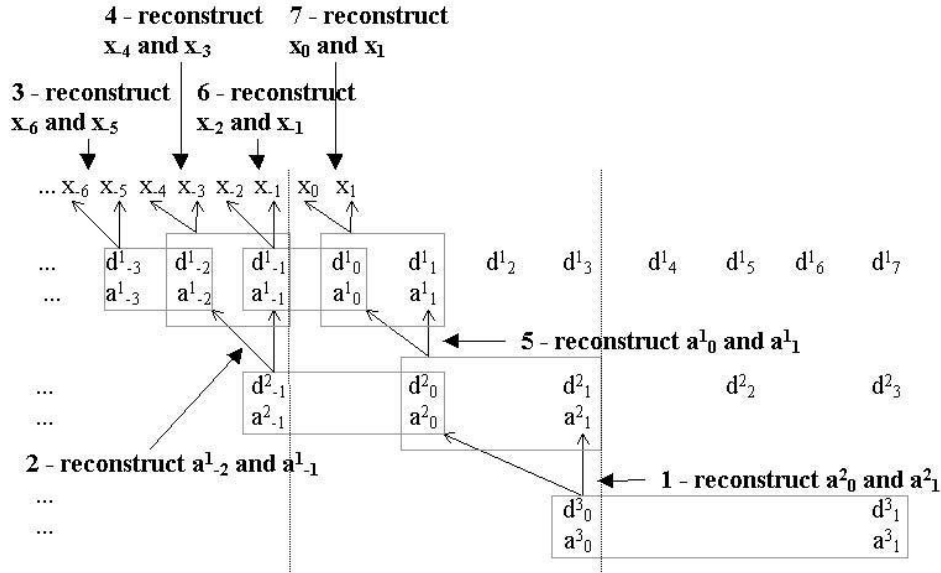 4 - reconstruct 7 - reconstruct
x-4 and x-3 x0 and x1
3 - reconstruct 6 - reconstruct
x-6 and x-5 x-2 and x-1
... x-6 x-5 x-4 x-3 x-2 x-1 x0 x1
... d1-3 d1-2 d1-1 d10 d11 d12 d13 d14 d15 d16 d17
... a1-3 a1-2 a1-1 a10 a11
5 - reconstruct a10 and a11
... d2-1 d20 d21 d22 d23
... a2-1 a20 a21
2 - reconstruct a1-2 and a1-1
1 - reconstruct a20 and a21
... d30 d31
... a30 a31